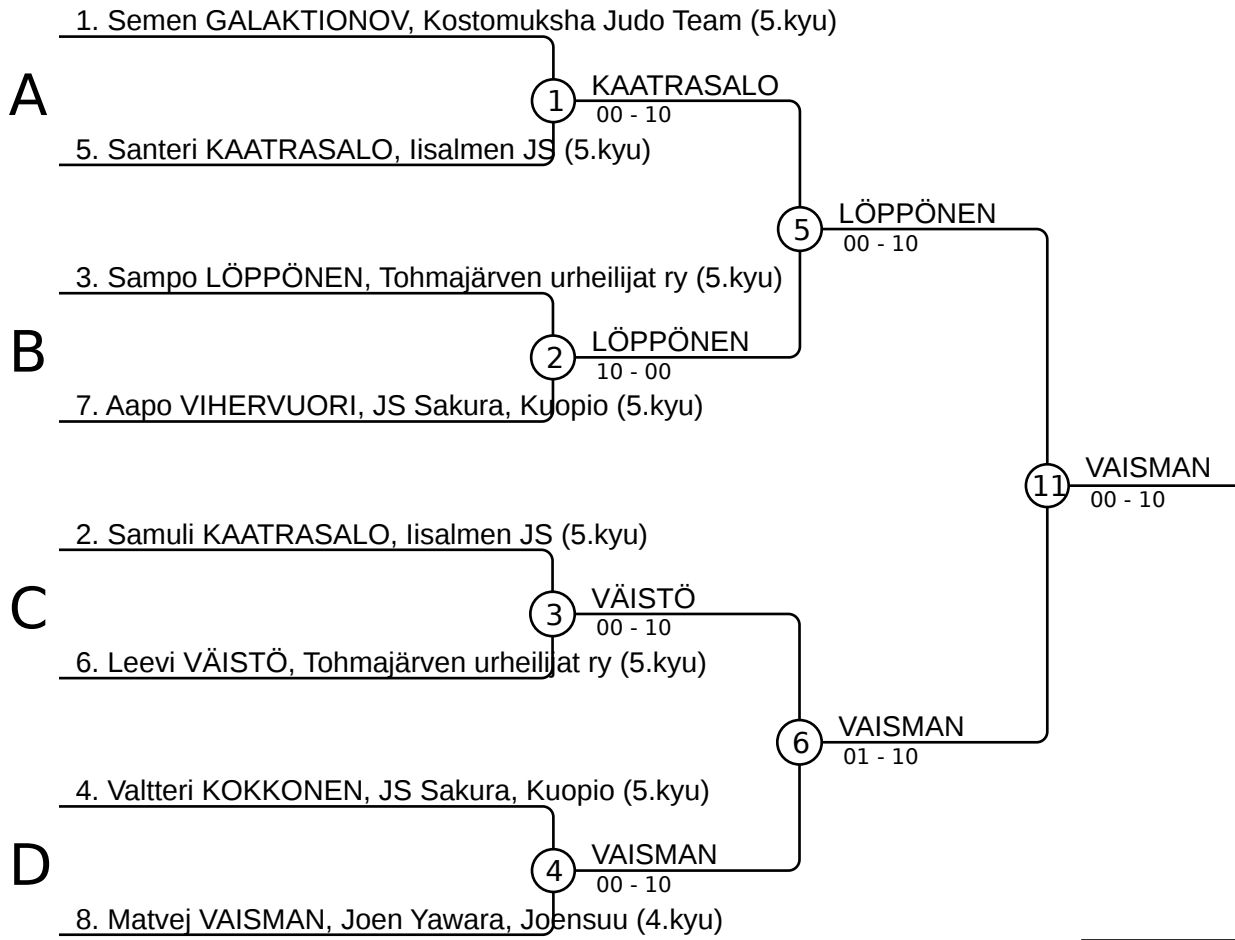 1. Semen GALAKTIONOV, Kostomuksha Judo Team (5.kyu)
A
1
KAATRASALO
00 - 10
5. Santeri KAATRASALO, Iisalmen JS (5.kyu)
5
LÖPPÖNEN
00 - 10
3. Sampo LÖPPÖNEN, Tohmajärven urheilijat ry (5.kyu)
B
2
LÖPPÖNEN
10 - 00
7. Aapo VIHERVUORI, JS Sakura, Kuopio (5.kyu)
11
VAISMAN
00 - 10
2. Samuli KAATRASALO, Iisalmen JS (5.kyu)
C
3
VÄISTÖ
00 - 10
6. Leevi VÄISTÖ, Tohmajärven urheilijat ry (5.kyu)
6
VAISMAN
01 - 10
4. Valtteri KOKKONEN, JS Sakura, Kuopio (5.kyu)
D
4
VAISMAN
00 - 10
8. Matvej VAISMAN, Joen Yawara, Joensuu (4.kyu)